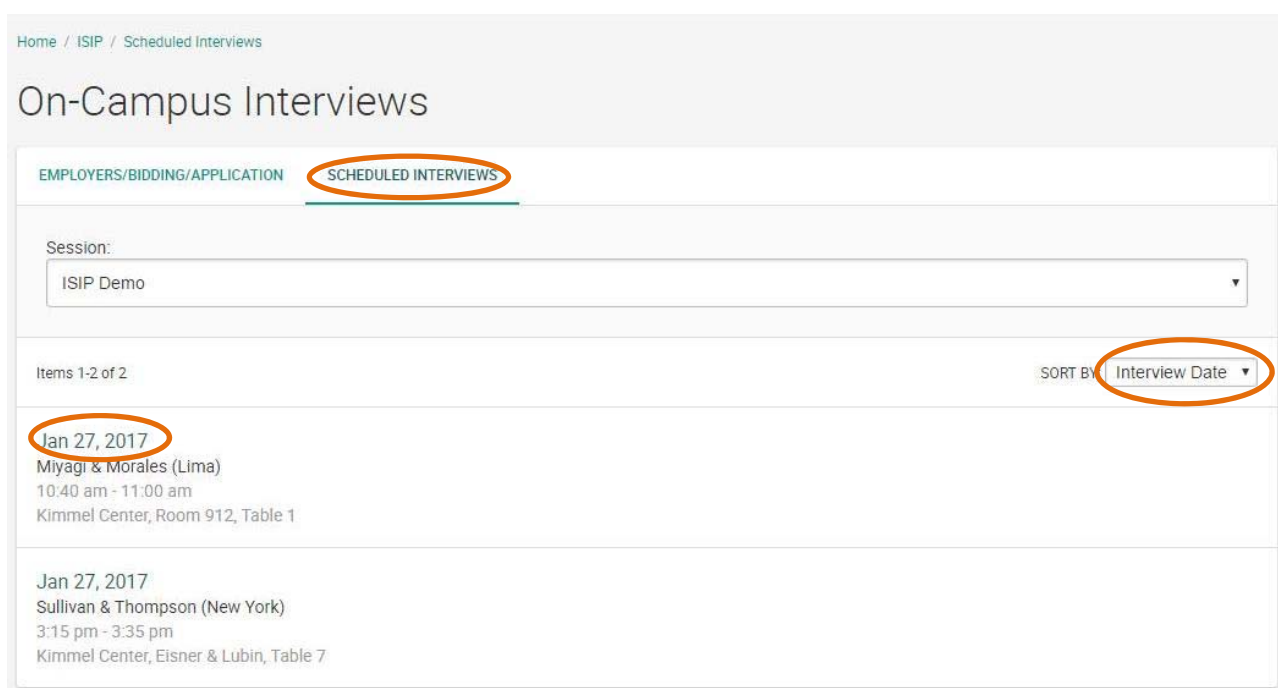 Home / ISIP / Scheduled Interviews
On-Campus Interviews
EMPLOYERS/BIDDING/APPLICATION SCHEDULED INTERVIEWS
Session:
ISIP Demo
Items 1-2 of 2 SORT BY: Interview Date
Jan 27, 2017
Miyagi & Morales (Lima)
10:40 am - 11:00 am
Kimmel Center, Room 912, Table 1
Jan 27, 2017
Sullivan & Thompson (New York)
3:15 pm - 3:35 pm
Kimmel Center, Eisner & Lubin, Table 7